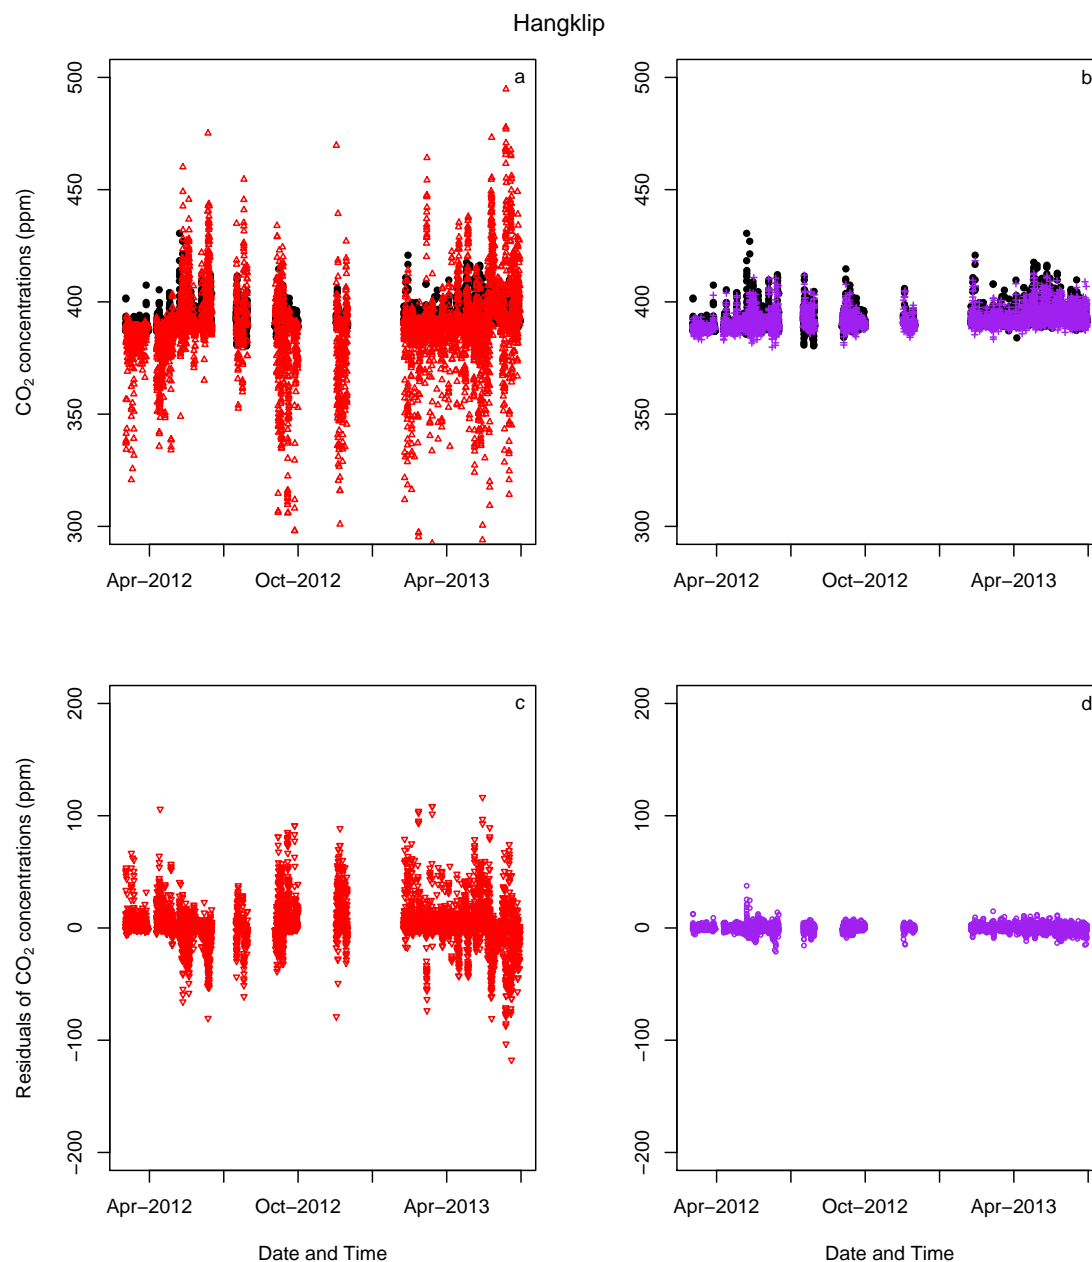 Hangklip
a
b
500
450
400
350
300
CO₂ concentrations (ppm)
Apr−2012
Oct−2012
Apr−2013
500
450
400
350
300
Apr−2012
Oct−2012
Apr−2013
c
d
200
100
0
−100
−200
Residuals of CO₂ concentrations (ppm)
Apr−2012
Oct−2012
Apr−2013
Date and Time
200
100
0
−100
−200
Apr−2012
Oct−2012
Apr−2013
Date and Time